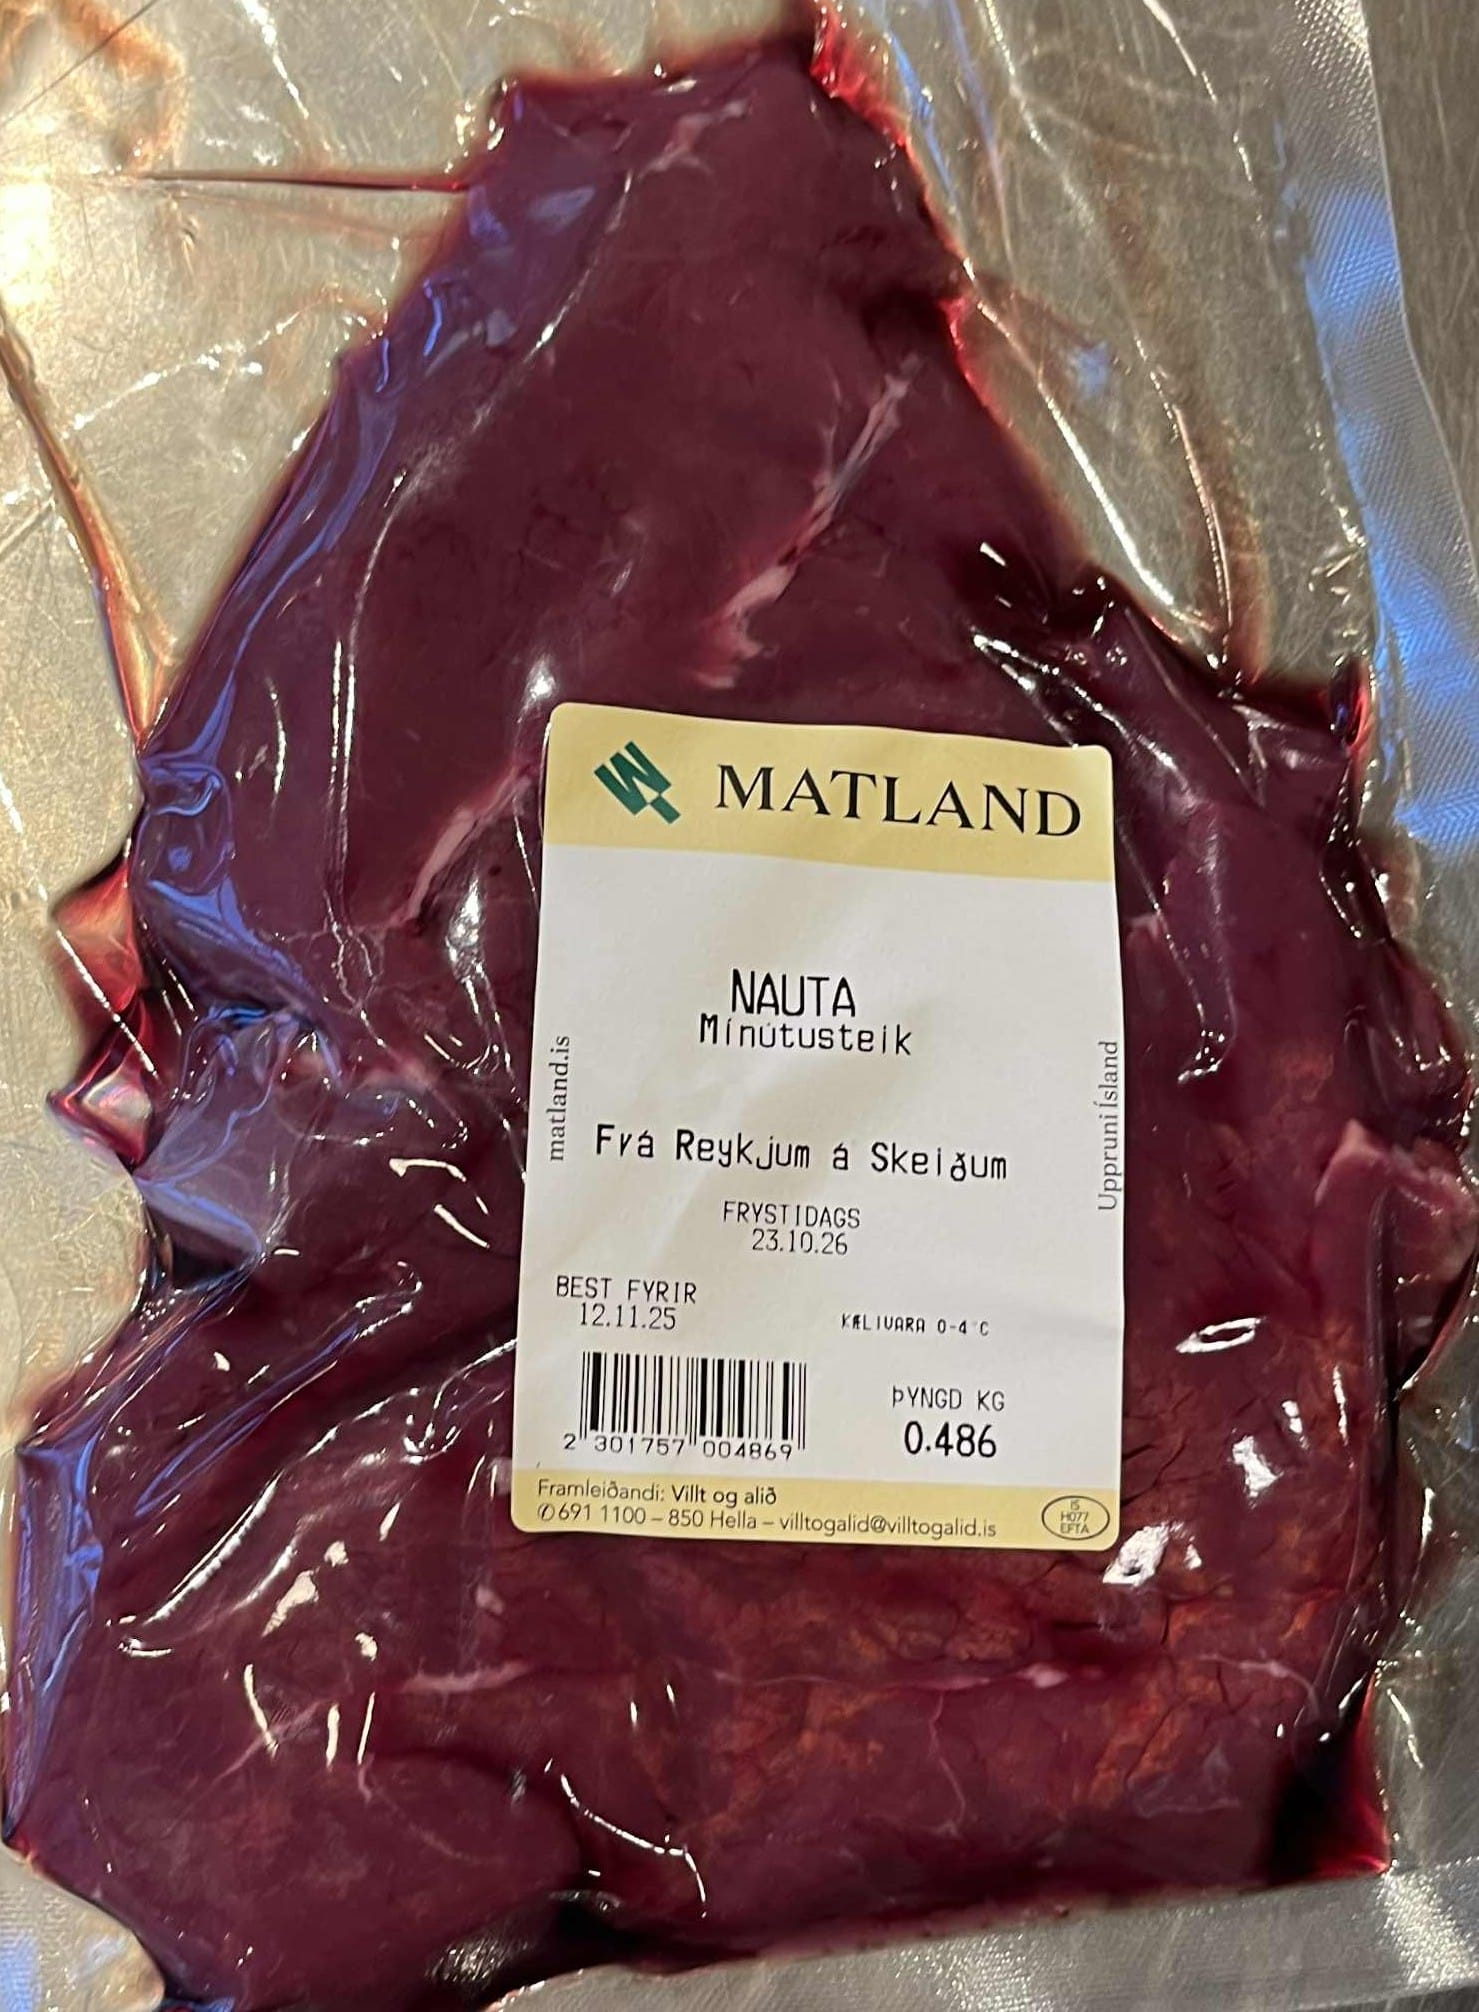 MATLAND
NAUTA
Mínútusteik
matland.is
Uppruni Ísland
Frá Reykjum á Skeiðum
FRYSTIDAGS
23.10.26
BEST FYRIR
12.11.25
KÆLIVARA 0-4°C
ÞYNGD KG
0.486
2 301757 004869
Framleiðandi: Villt og alið
✆691 1100 – 850 Hella – villtogalid@villtogalid.is
IS
H077
EFTA